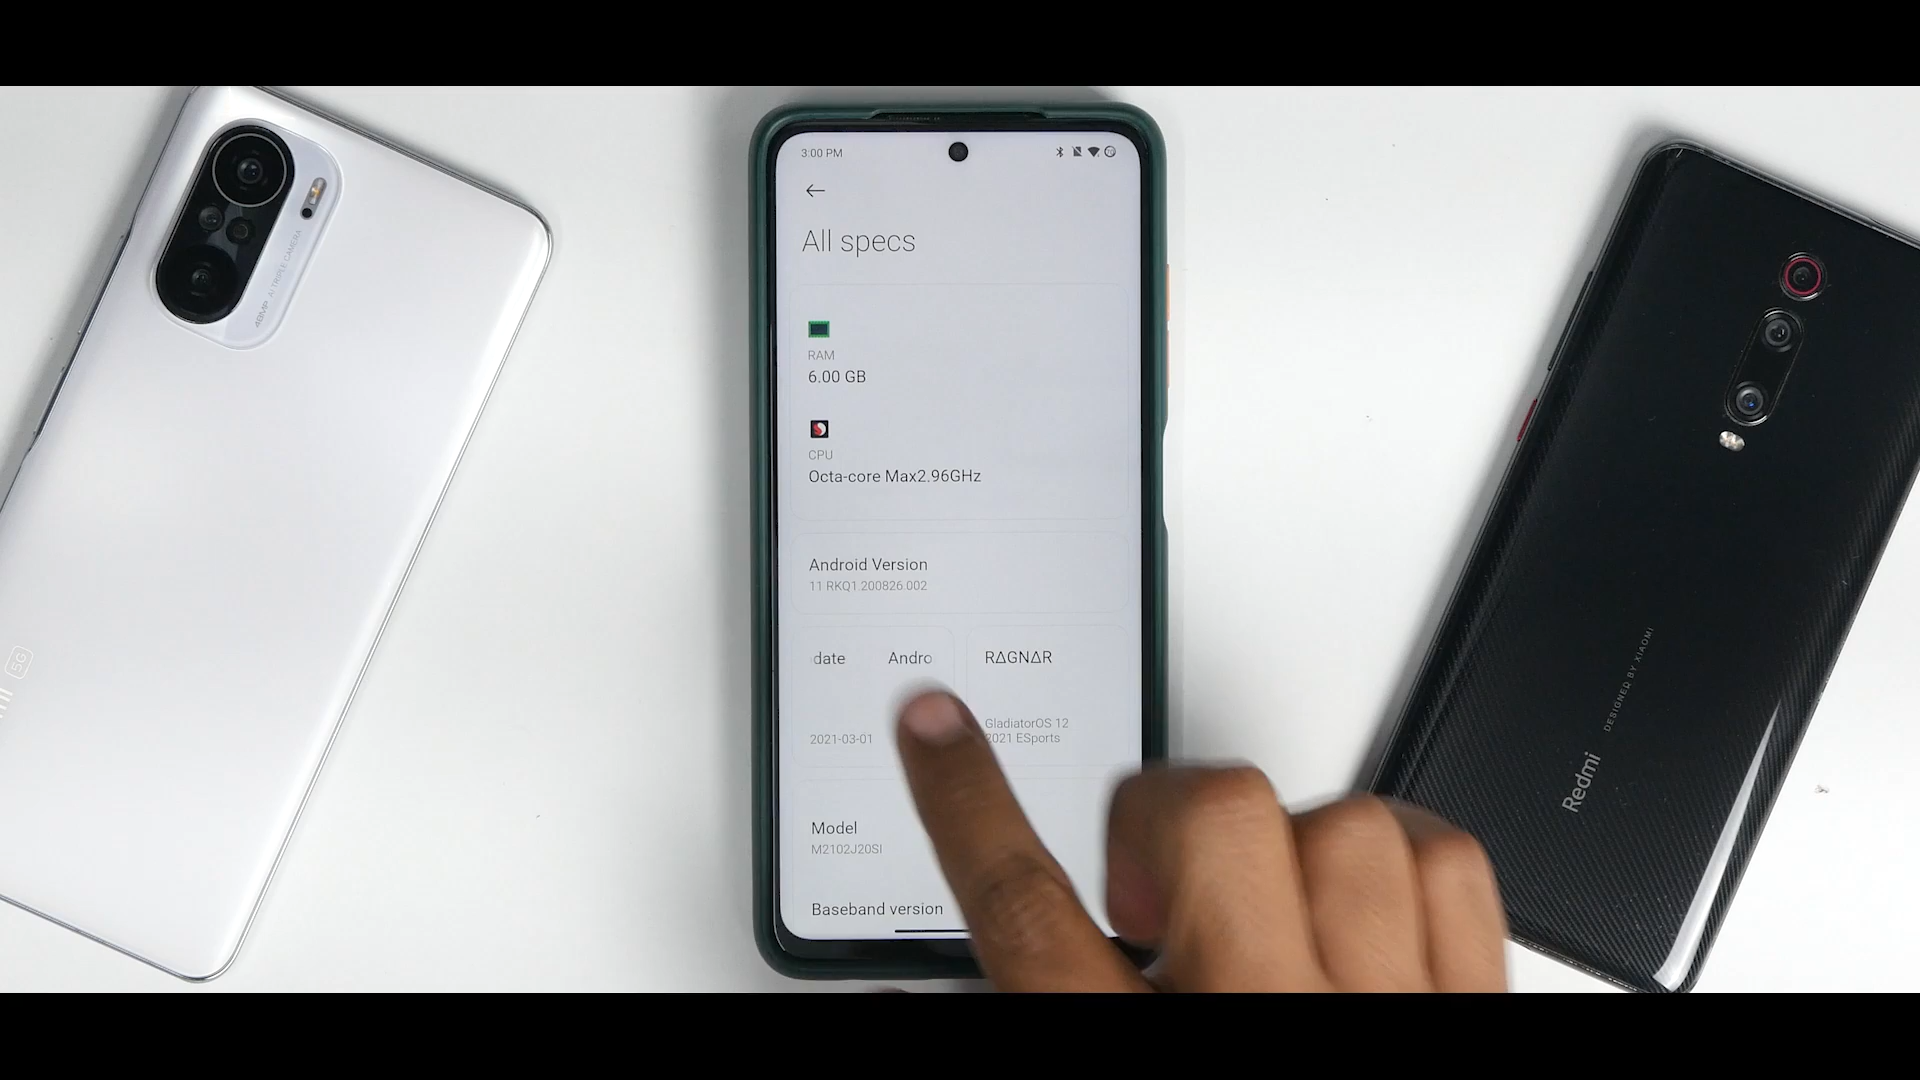 3:00 PM
All specs
RAM
6.00 GB
CPU
Octa-core Max2.96GHz
Android Version
11 RKQ1.200826.002
date Andro
RΔGNΔR
2021-03-01
GladiatorOS 12
2021 ESports
Model
M2102J20SI
Baseband version
48MP AI TRIPLE CAMERA
5G
Redmi
DESIGNED BY XIAOMI